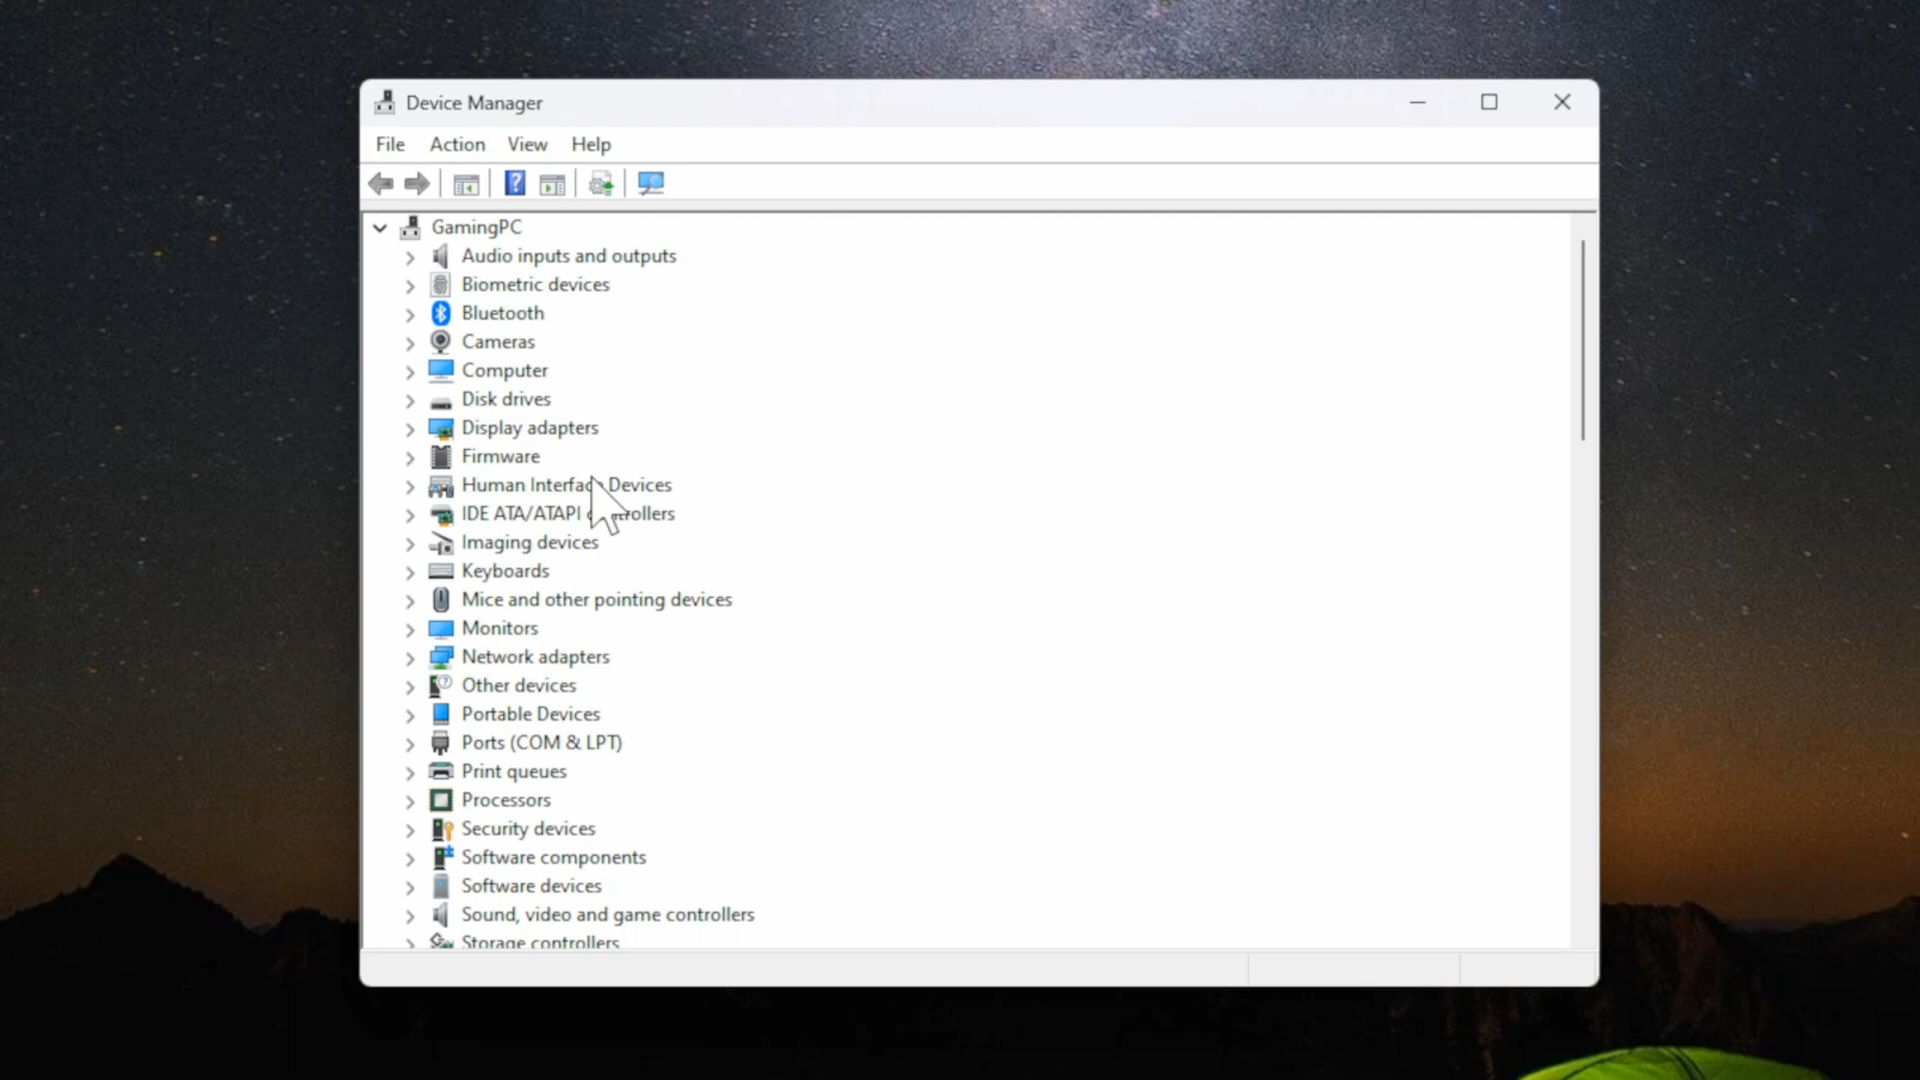 Device Manager
File Action View Help
GamingPC
Audio inputs and outputs
Biometric devices
Bluetooth
Cameras
Computer
Disk drives
Display adapters
Firmware
Human Interface Devices
IDE ATA/ATAPI controllers
Imaging devices
Keyboards
Mice and other pointing devices
Monitors
Network adapters
Other devices
Portable Devices
Ports (COM & LPT)
Print queues
Processors
Security devices
Software components
Software devices
Sound, video and game controllers
Storage controllers